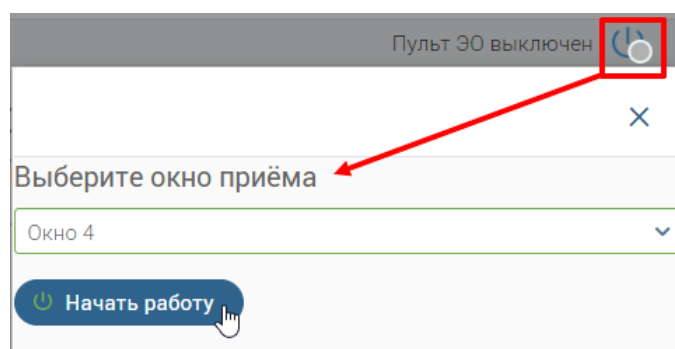 Пульт ЭО выключен
Выберите окно приёма
Окно 4
Начать работу